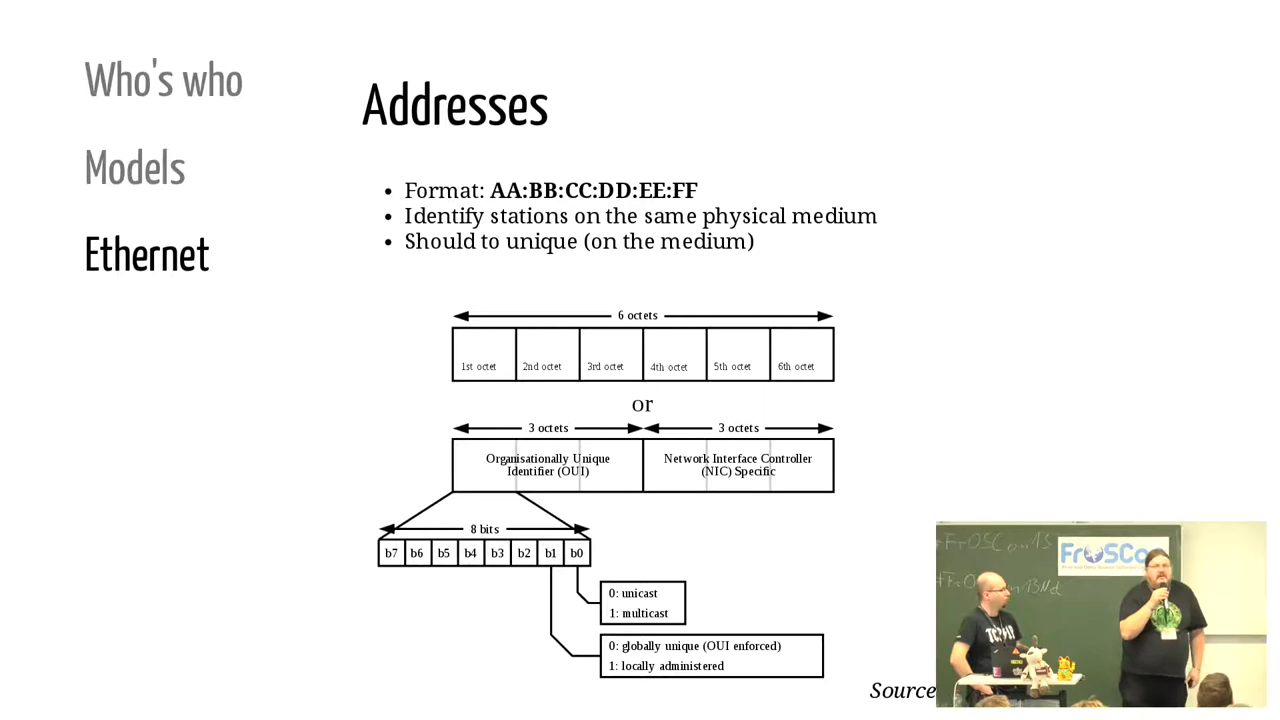 Who's who
Models
Ethernet
Addresses
• Format: AA:BB:CC:DD:EE:FF
• Identify stations on the same physical medium
• Should to unique (on the medium)
6 octets
1st octet 2nd octet 3rd octet 4th octet 5th octet 6th octet
or
3 octets 3 octets
Organisationally Unique
Identifier (OUI)
Network Interface Controller
(NIC) Specific
8 bits
b7 b6 b5 b4 b3 b2 b1 b0
0: unicast
1: multicast
0: globally unique (OUI enforced)
1: locally administered
Source
FrOSCo